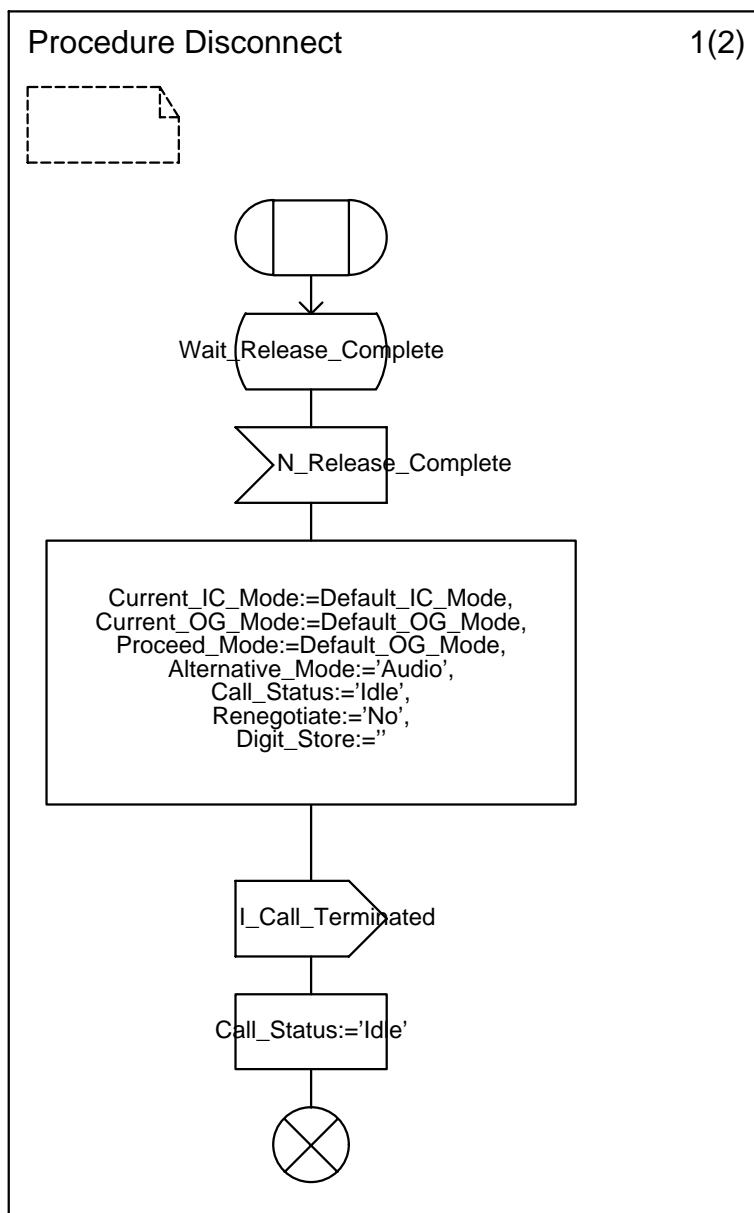 Procedure Disconnect
1(2)
Wait_Release_Complete
N_Release_Complete
Current_IC_Mode:=Default_IC_Mode,
Current_OG_Mode:=Default_OG_Mode,
Proceed_Mode:=Default_OG_Mode,
Alternative_Mode:=’Audio’,
Call_Status:=’Idle’,
Renegotiate:=’No’,
Digit_Store:=’’
I_Call_Terminated
Call_Status:=’Idle’